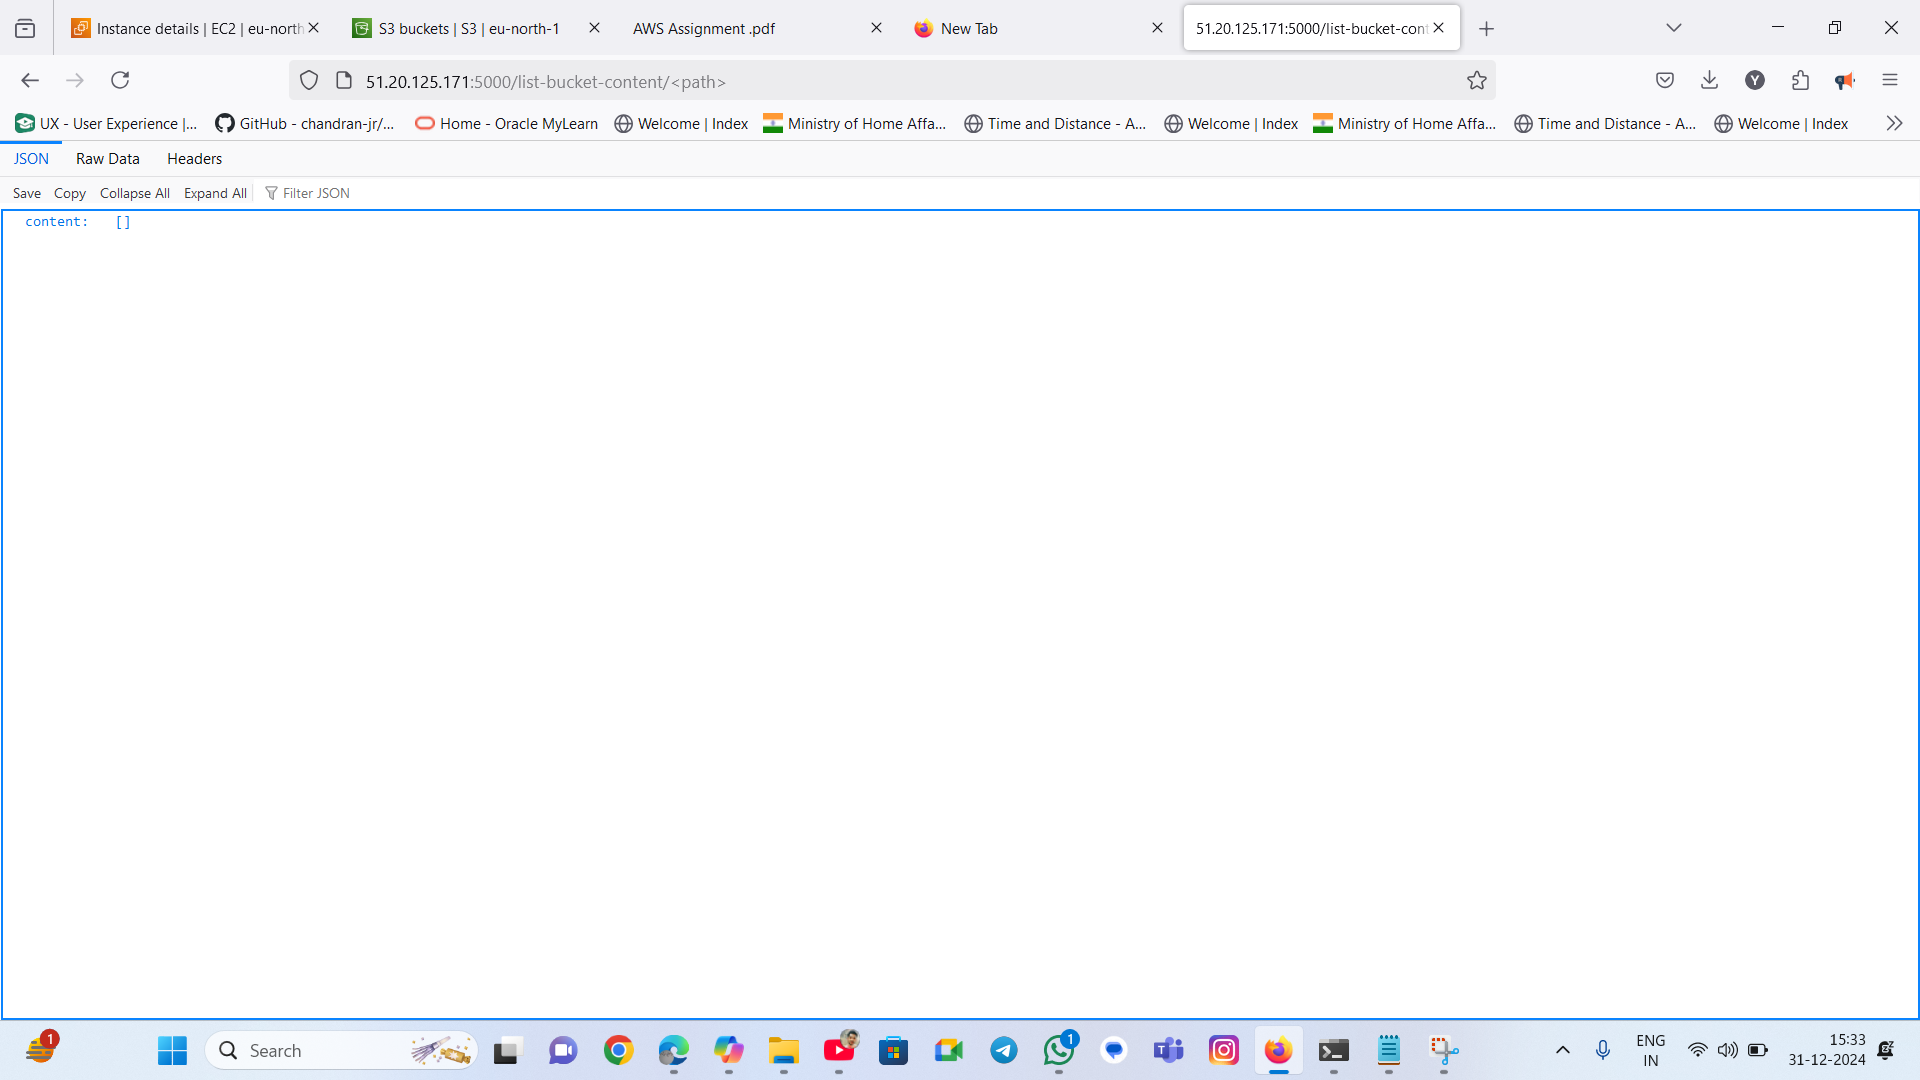 Instance details | EC2 | eu-north
S3 buckets | S3 | eu-north-1
AWS Assignment .pdf
New Tab
51.20.125.171:5000/list-bucket-cont
51.20.125.171:5000/list-bucket-content/<path>
Y
UX - User Experience |...
GitHub - chandran-jr/...
Home - Oracle MyLearn
Welcome | Index
Ministry of Home Affa...
Time and Distance - A...
Welcome | Index
Ministry of Home Affa...
Time and Distance - A...
Welcome | Index
JSON Raw Data Headers
Save Copy Collapse All Expand All Filter JSON
content: []
1
Search
1
ENG
IN
15:33
31-12-2024